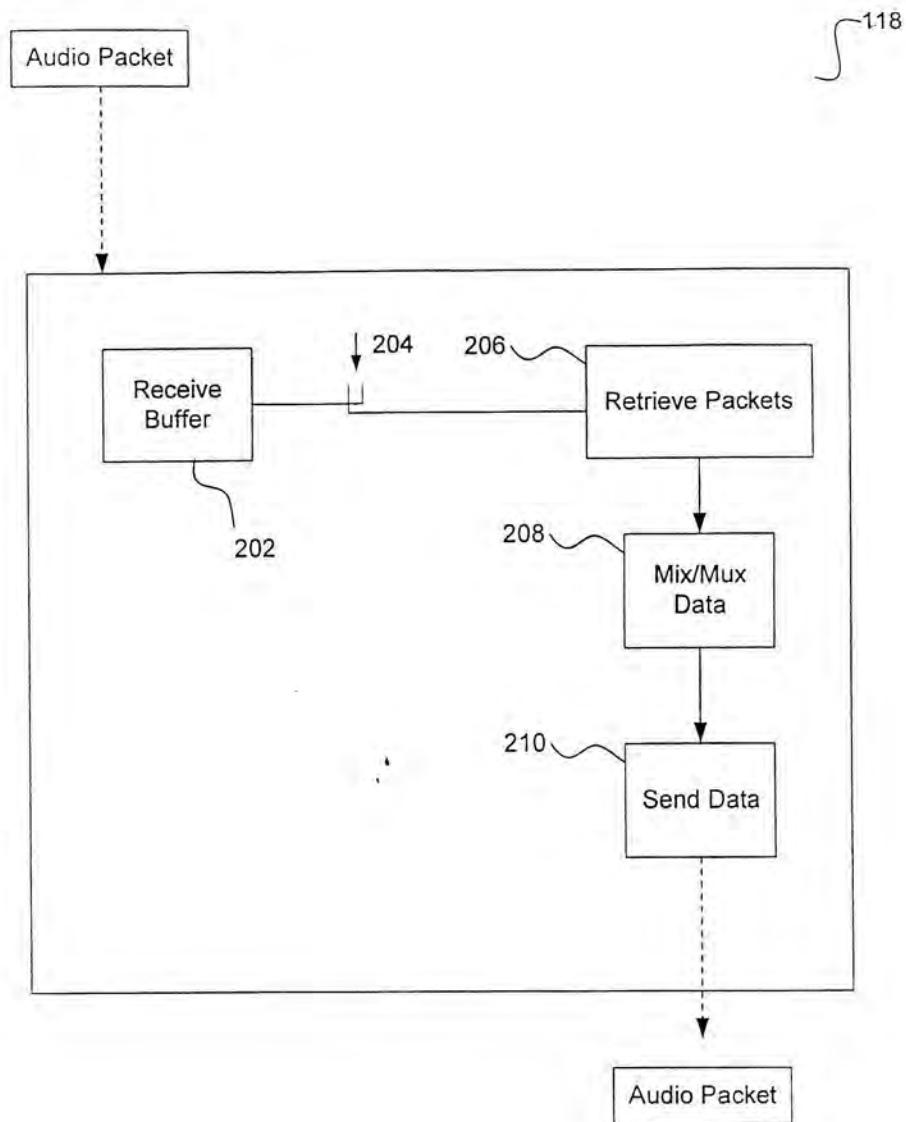 118
Audio Packet
204
206
Receive
Buffer
Retrieve Packets
202
208
Mix/Mux
Data
210
Send Data
Audio Packet